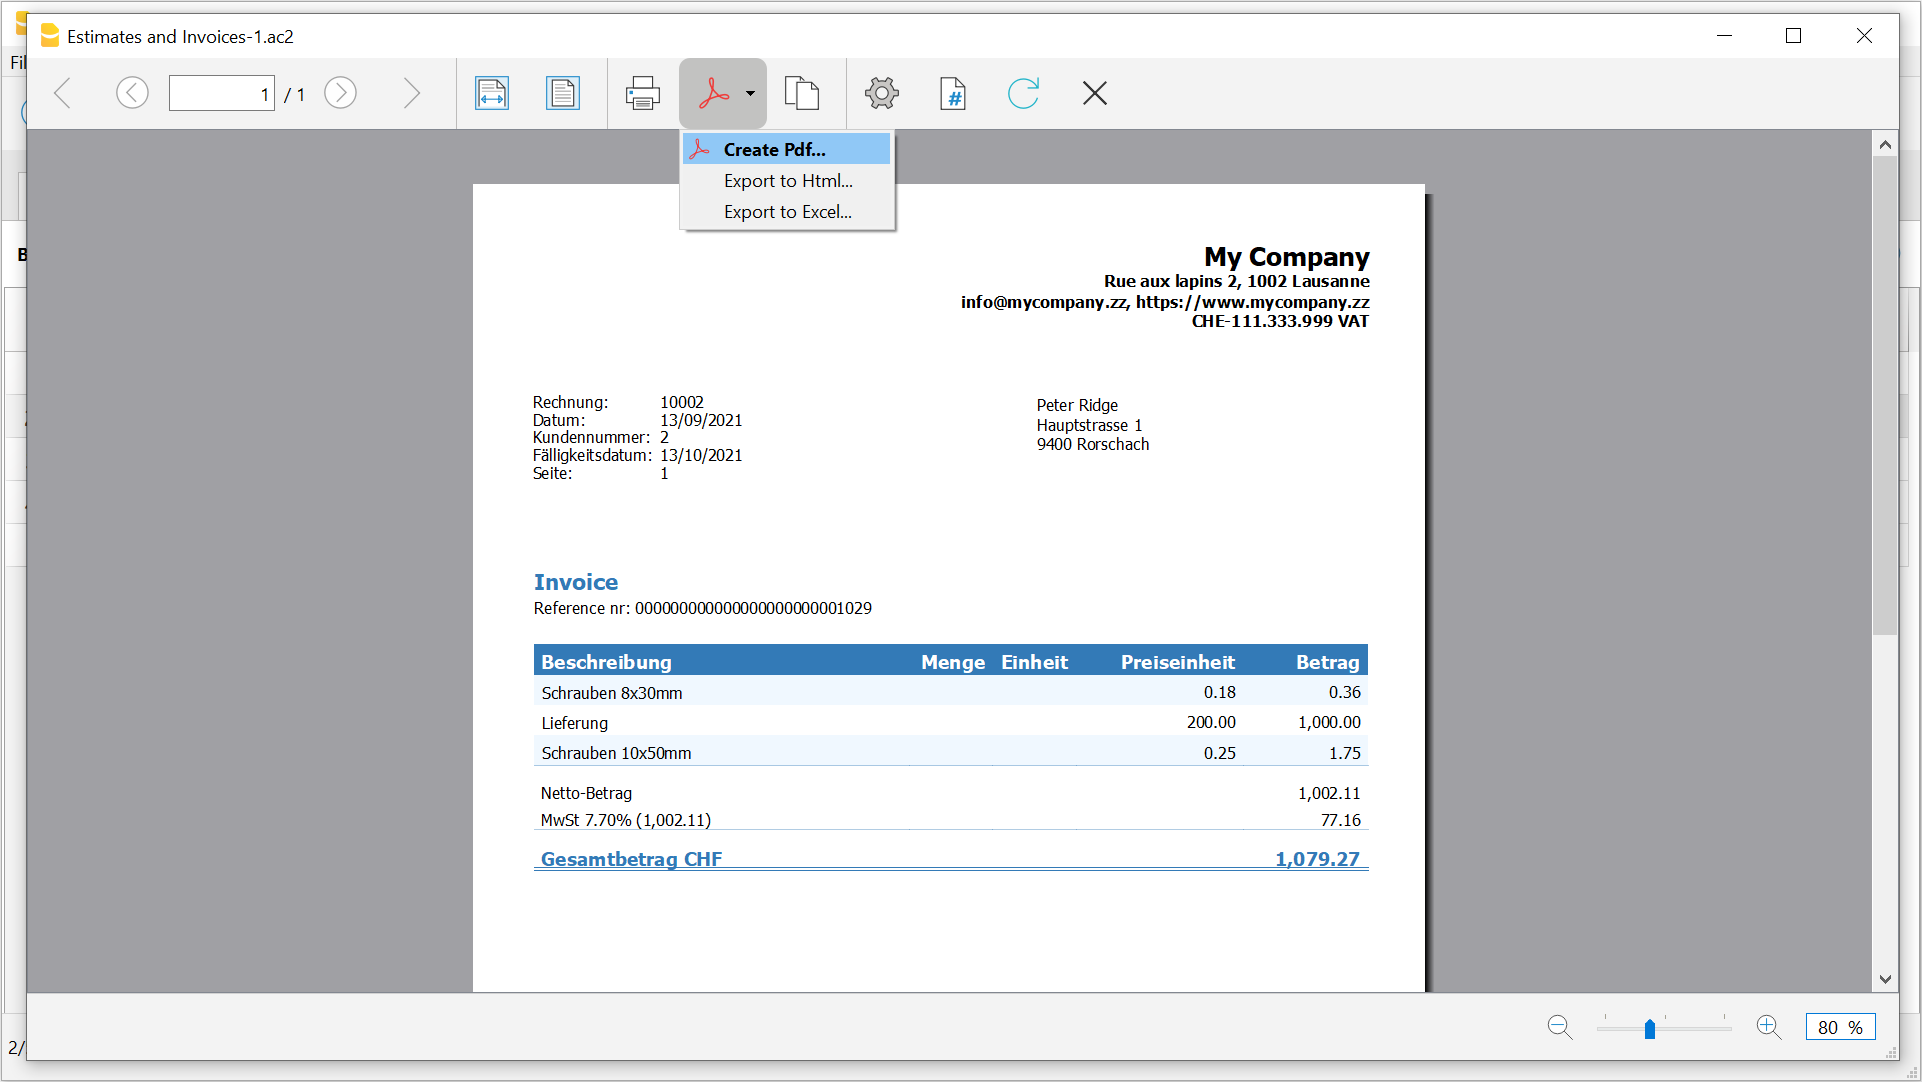 Estimates and Invoices-1.ac2
Fil
1 / 1
#
Create Pdf...
Export to Html...
Export to Excel...
B
My Company
Rue aux lapins 2, 1002 Lausanne
info@mycompany.zz, https://www.mycompany.zz
CHE-111.333.999 VAT
Rechnung: 10002
Datum: 13/09/2021
Kundennummer: 2
Fälligkeitsdatum: 13/10/2021
Seite: 1
Peter Ridge
Hauptstrasse 1
9400 Rorschach
Invoice
Reference nr: 000000000000000000000001029
Beschreibung Menge Einheit Preiseinheit Betrag
Schrauben 8x30mm 0.18 0.36
Lieferung 200.00 1,000.00
Schrauben 10x50mm 0.25 1.75
Netto-Betrag 1,002.11
MwSt 7.70% (1,002.11) 77.16
Gesamtbetrag CHF 1,079.27
2/
80 %